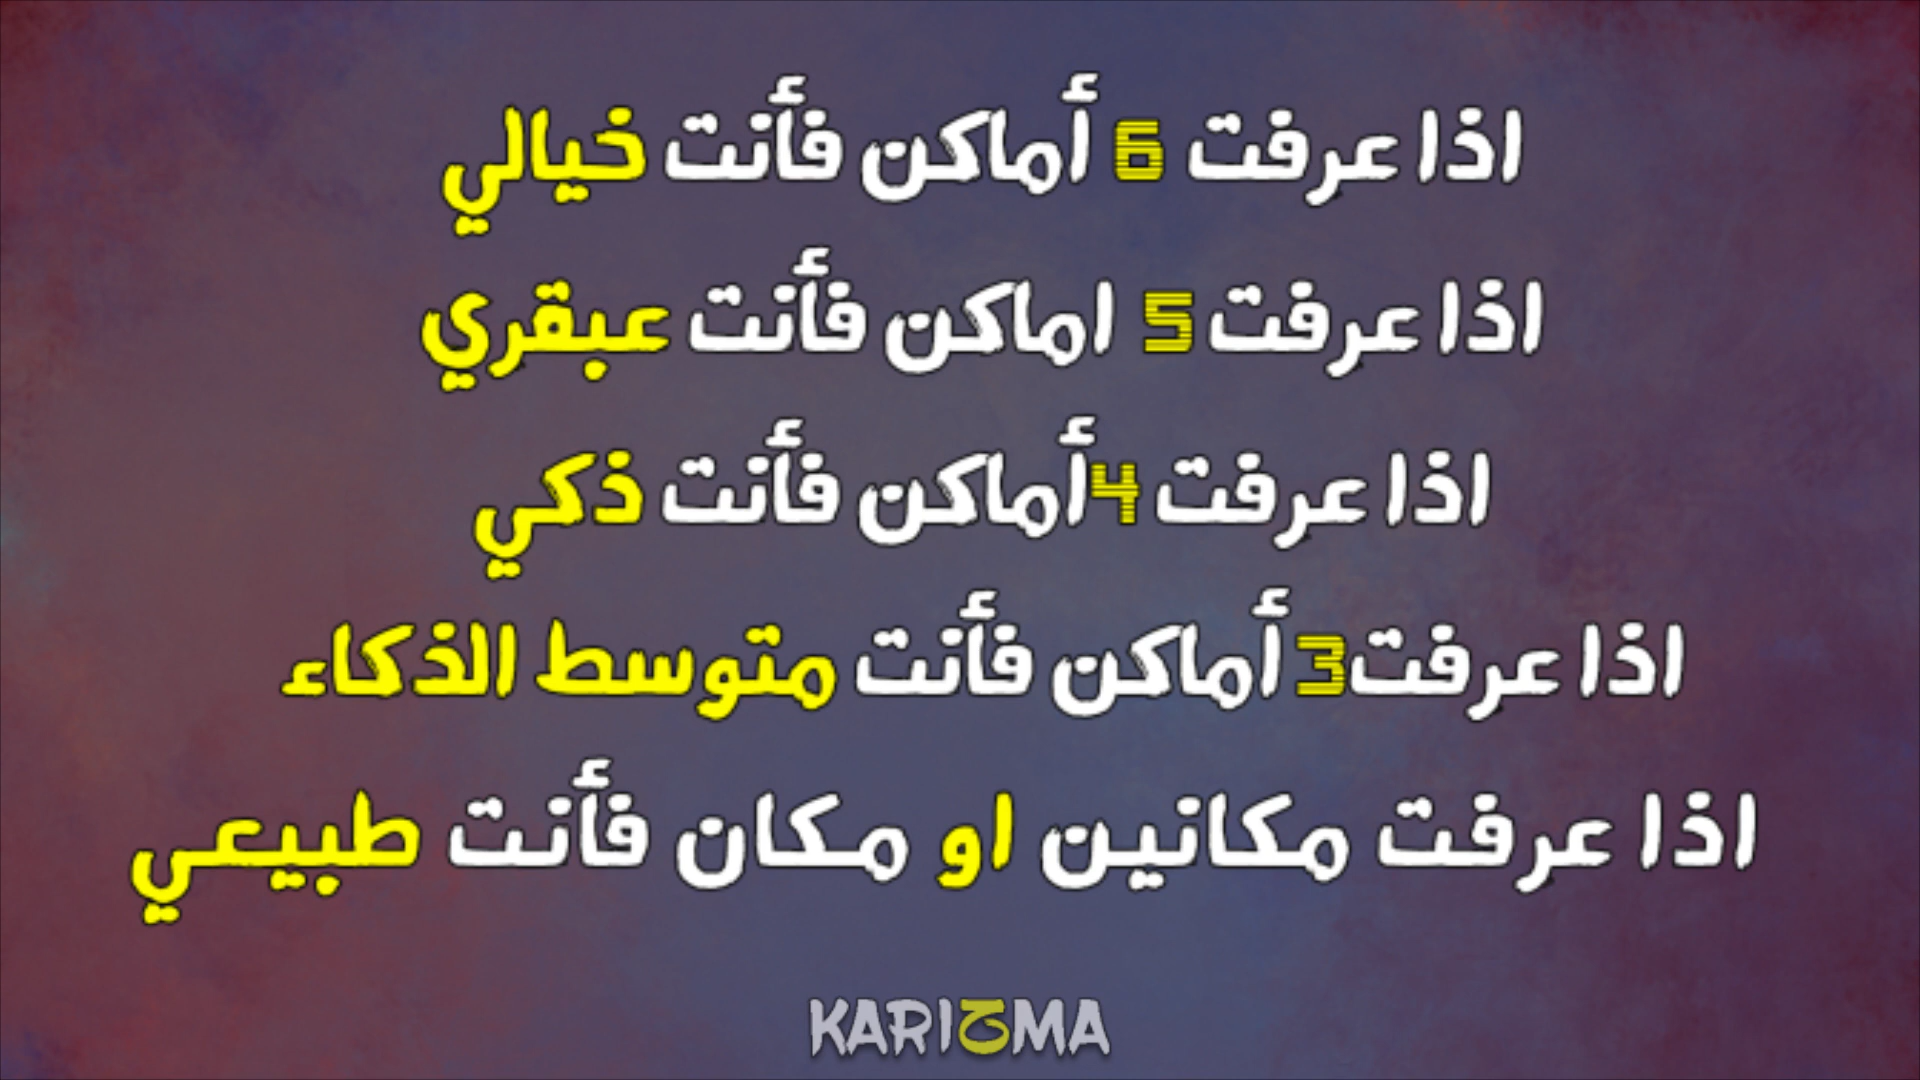 اذا عرفت 6 أماكن فأنت خيالي
اذا عرفت 5 اماكن فأنت عبقري
اذا عرفت 4أماكن فأنت ذكي
اذا عرفت3 أماكن فأنت متوسط الذكاء
اذا عرفت مكانين او مكان فأنت طبيعي
KARIجMA